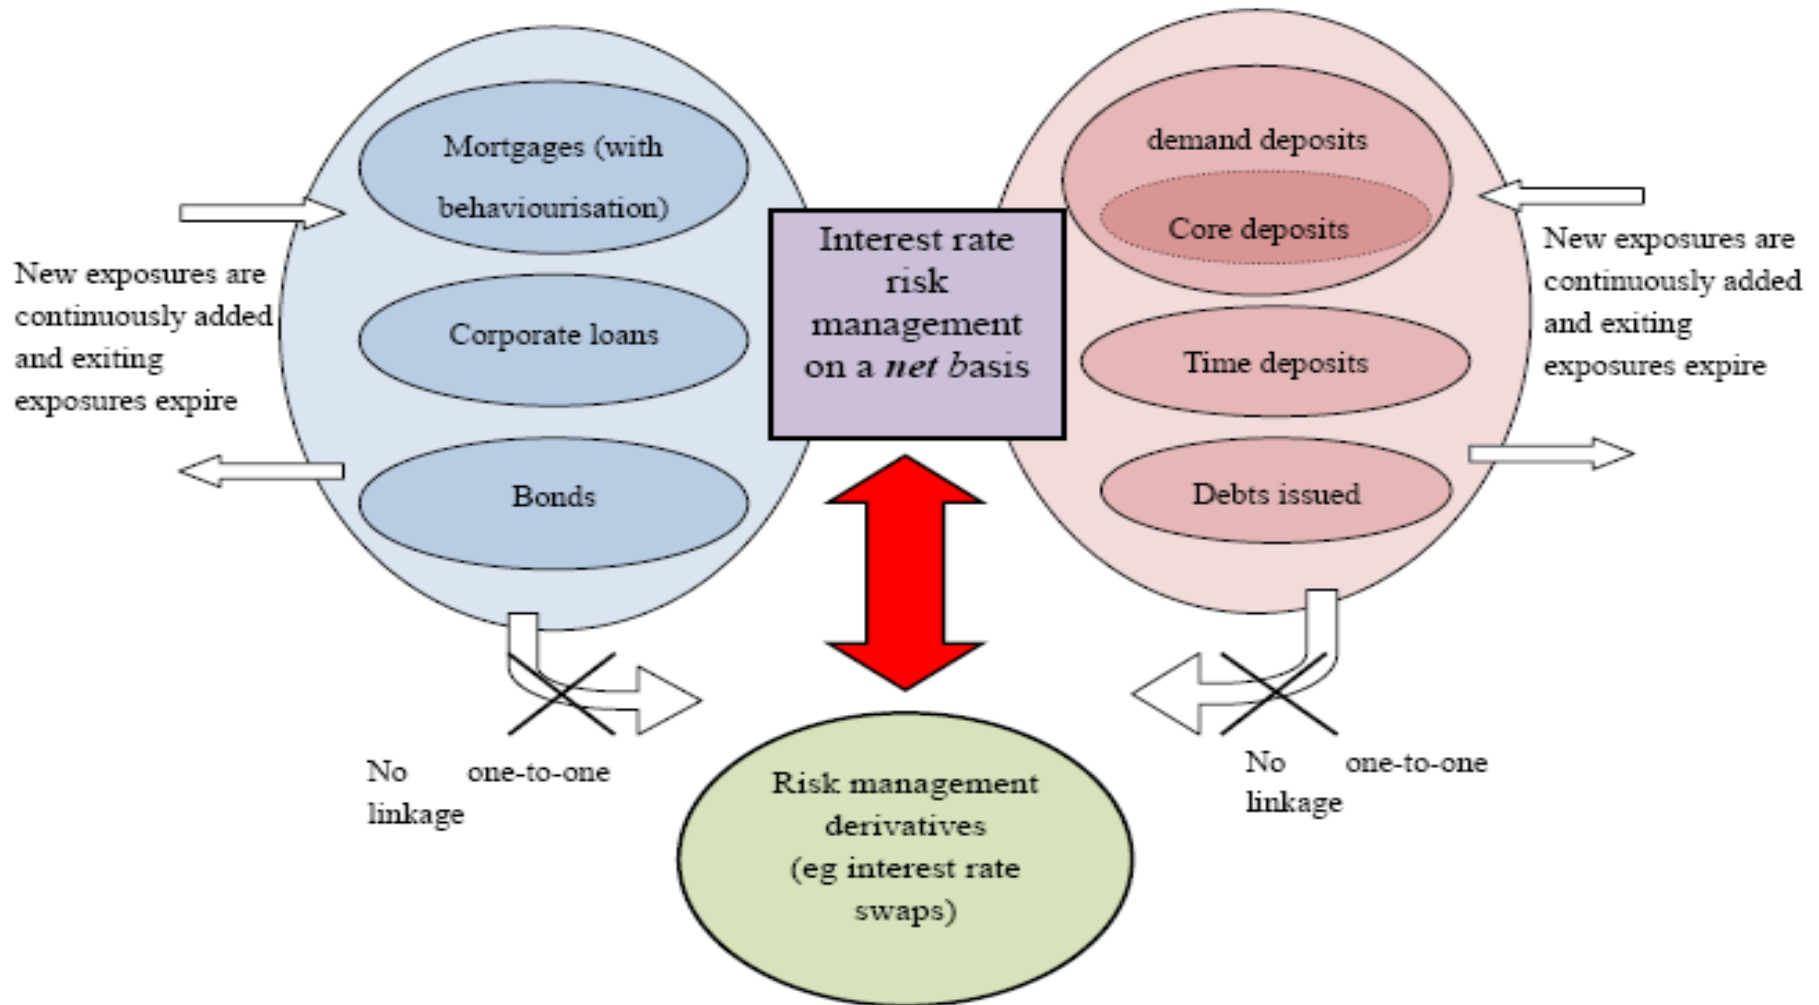 Mortgages (with
behaviourisation)
Corporate loans
Bonds
New exposures are
continuously added
and exiting
exposures expire
Interest rate
risk
management
on a net basis
demand deposits
Core deposits
Time deposits
Debts issued
New exposures are
continuously added
and exiting
exposures expire
No one-to-one
linkage
No one-to-one
linkage
Risk management
derivatives
(eg interest rate
swaps)